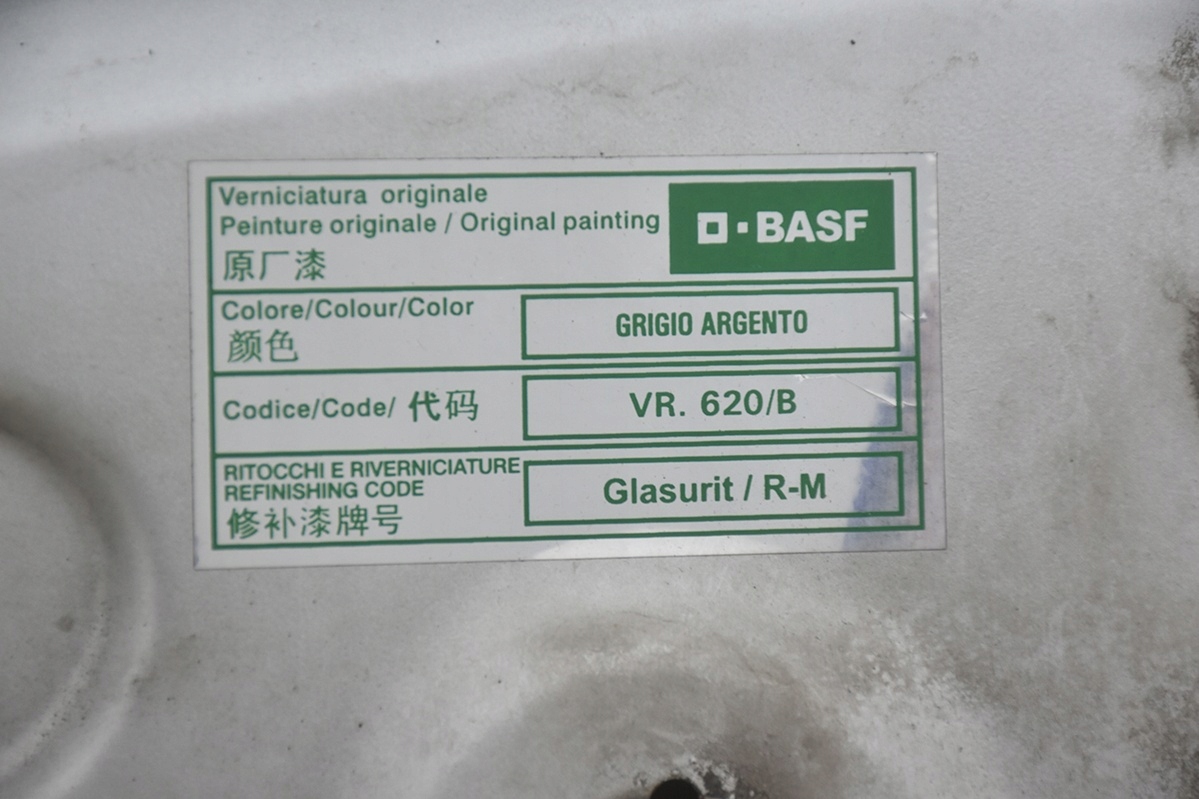 Verniciatura originale
Peinture originale / Original painting
原厂漆
BASF
Colore/Colour/Color
颜色
GRIGIO ARGENTO
Codice/Code/ 代码
VR. 620/B
RITOCCHI E RIVERNICIATURE
REFINISHING CODE
修补漆牌号
Glasurit / R-M